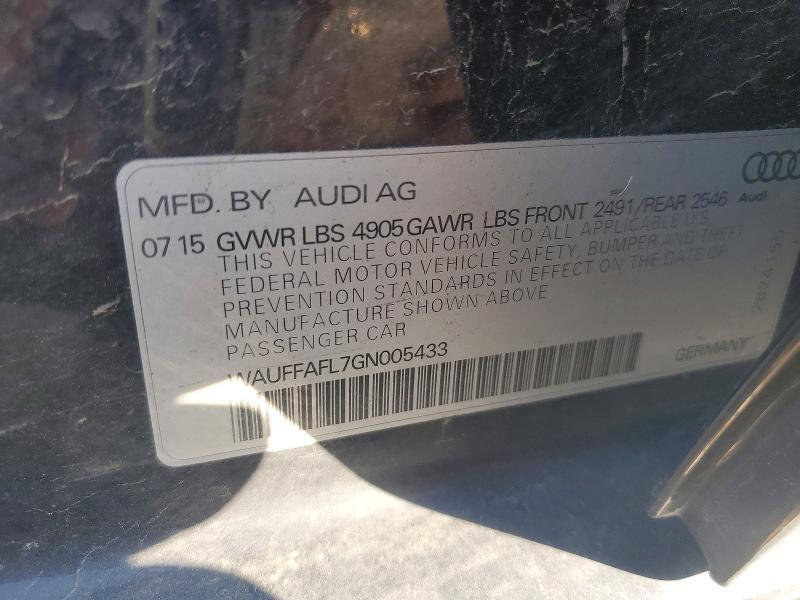 MFD. BY AUDI AG
Audi
07 15 GVWR LBS 4905 GAWR LBS FRONT 2491/REAR 2546
THIS VEHICLE CONFORMS TO ALL APPLICABLE U.S.
FEDERAL MOTOR VEHICLE SAFETY, BUMPER AND THEFT
PREVENTION STANDARDS IN EFFECT ON THE DATE OF
MANUFACTURE SHOWN ABOVE
PASSENGER CAR
WAUFFAFL7GN005433
GERMANY